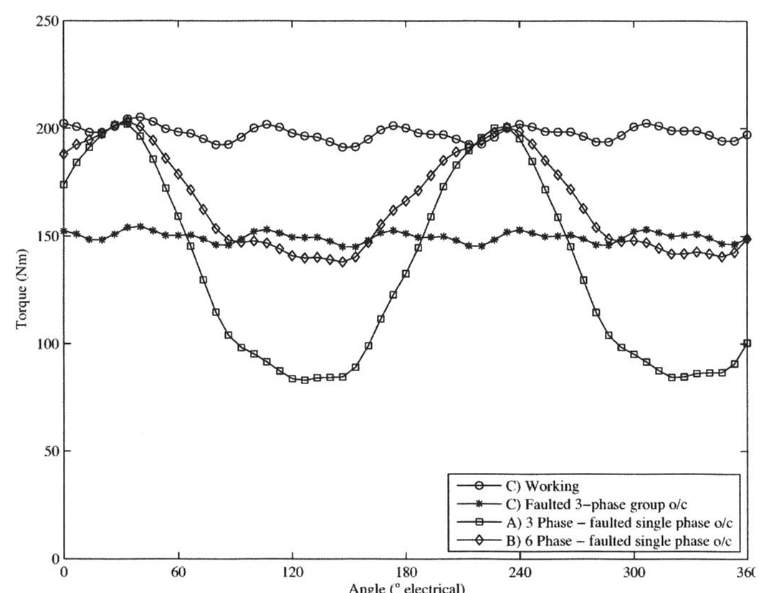 250
200
150
100
50
0
Torque (Nm)
C) Working
C) Faulted 3−phase group o/c
A) 3 Phase − faulted single phase o/c
B) 6 Phase − faulted single phase o/c
0 60 120 180 240 300 360
Angle (° electrical)